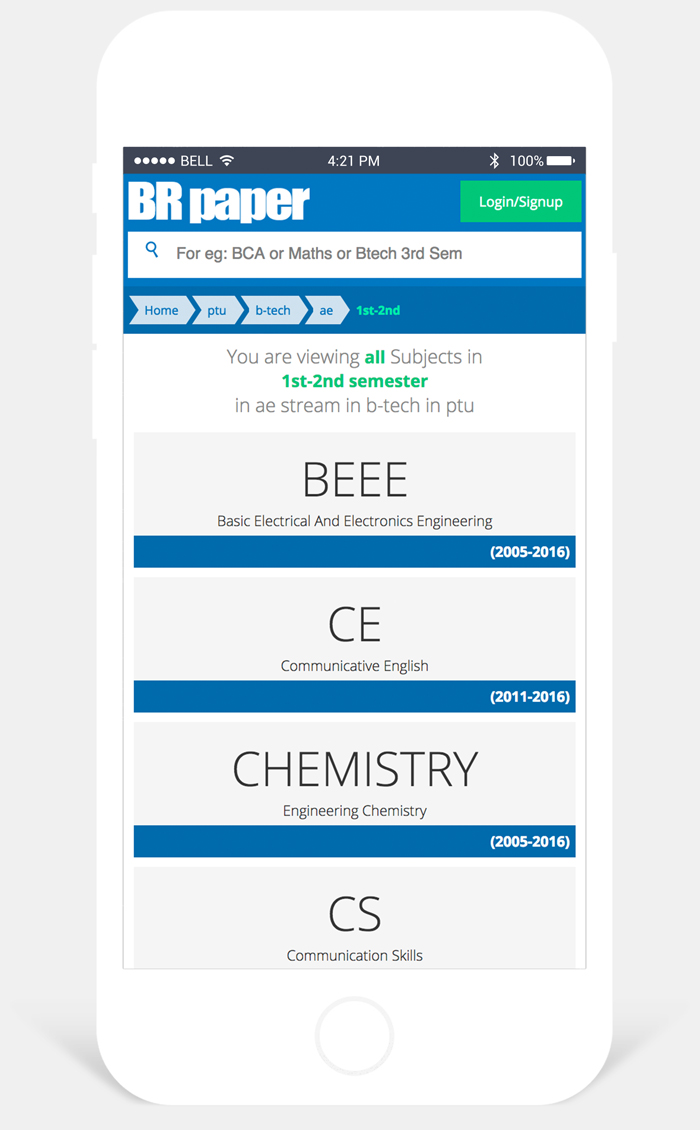 BELL 4:21 PM 100%
BR paper Login/Signup
For eg: BCA or Maths or Btech 3rd Sem
Home ptu b-tech ae 1st-2nd
You are viewing all Subjects in
1st-2nd semester
in ae stream in b-tech in ptu
BEEE
Basic Electrical And Electronics Engineering
(2005-2016)
CE
Communicative English
(2011-2016)
CHEMISTRY
Engineering Chemistry
(2005-2016)
CS
Communication Skills